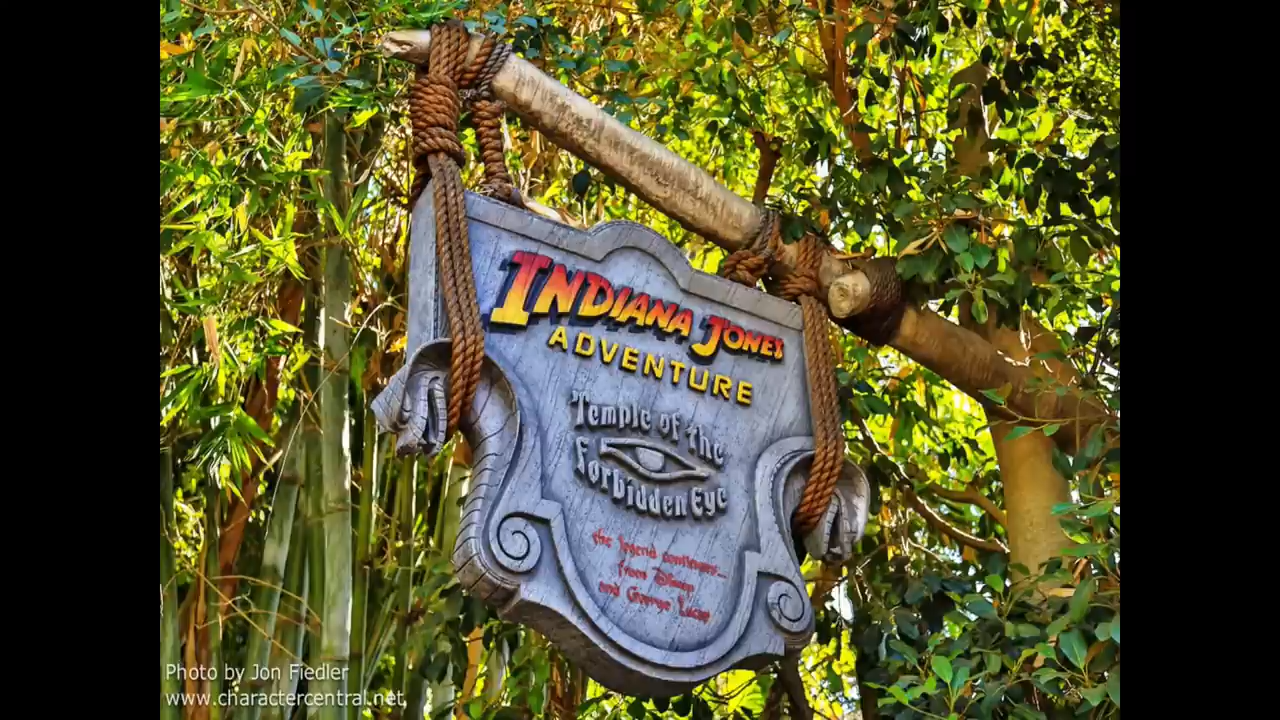 INDIANA JONES
ADVENTURE
Temple of the
Forbidden Eye
the legend continues...
from Disney
and George Lucas
Photo by Jon Fiedler
www.charactercentral.net